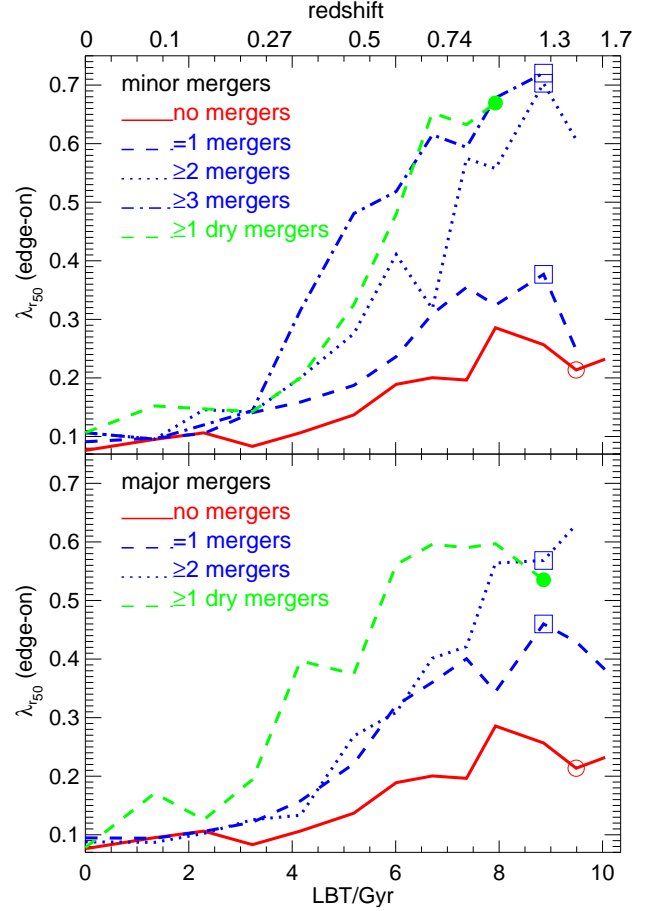 redshift
0 0.1 0.27 0.5 0.74 1.3 1.7
0.7
0.6
0.5
0.4
0.3
0.2
0.1
λr50 (edge-on)
minor mergers
no mergers
=1 mergers
≥2 mergers
≥3 mergers
≥1 dry mergers
0.7
0.6
0.5
0.4
0.3
0.2
0.1
λr50 (edge-on)
major mergers
no mergers
=1 mergers
≥2 mergers
≥1 dry mergers
0 2 4 6 8 10
LBT/Gyr